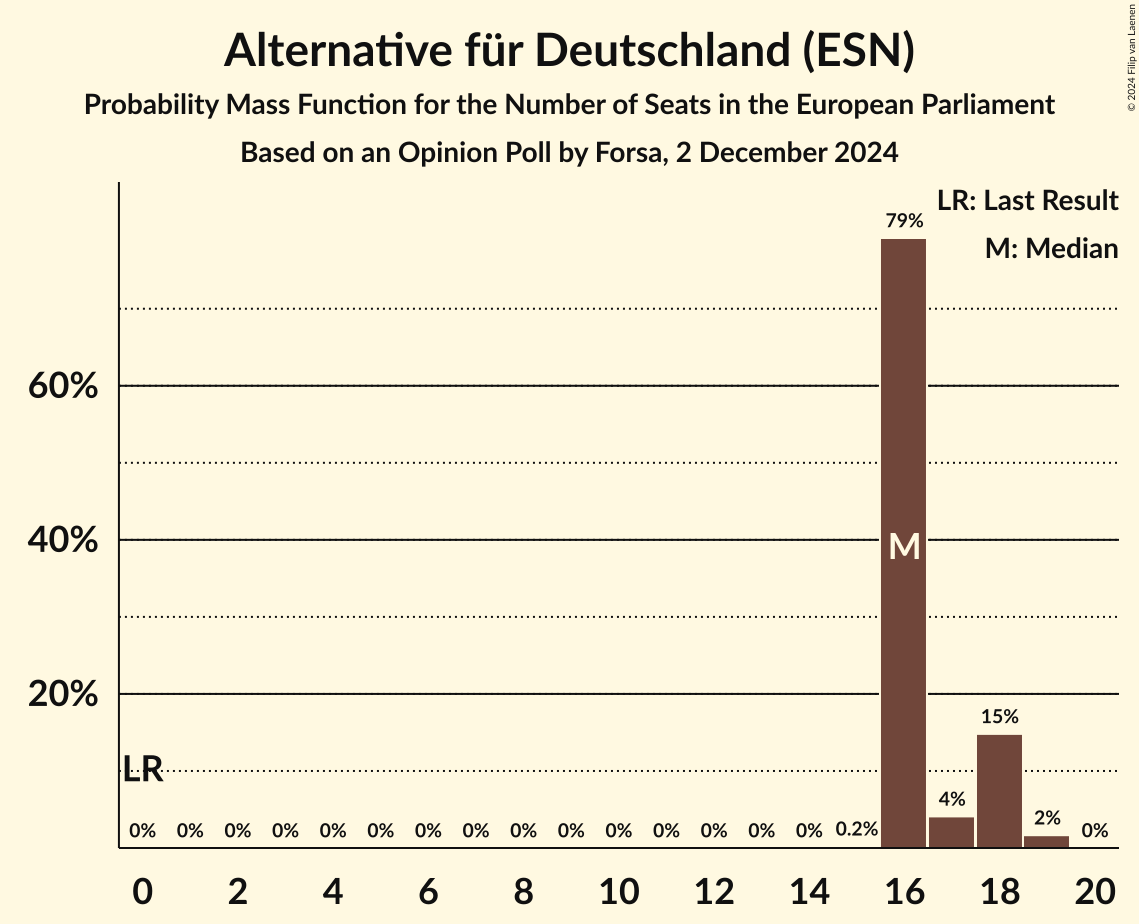 Alternative für Deutschland (ESN)
Probability Mass Function for the Number of Seats in the European Parliament
Based on an Opinion Poll by Forsa, 2 December 2024
© 2024 Filip van Laenen
LR: Last Result
M: Median
79%
60%
40%
M
20%
15%
LR
4%
2%
0% 0% 0% 0% 0% 0% 0% 0% 0% 0% 0% 0% 0% 0% 0% 0.2% 0%
0 2 4 6 8 10 12 14 16 18 20